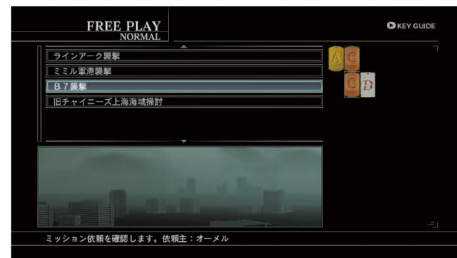 FREE PLAY
NORMAL
KEY GUIDE
ラインアーク襲撃
ミミル軍港襲撃
B7襲撃
旧チャイニーズ上海海域掃討
A C
C D
ミッション依頼を確認します。依頼主：オーメル